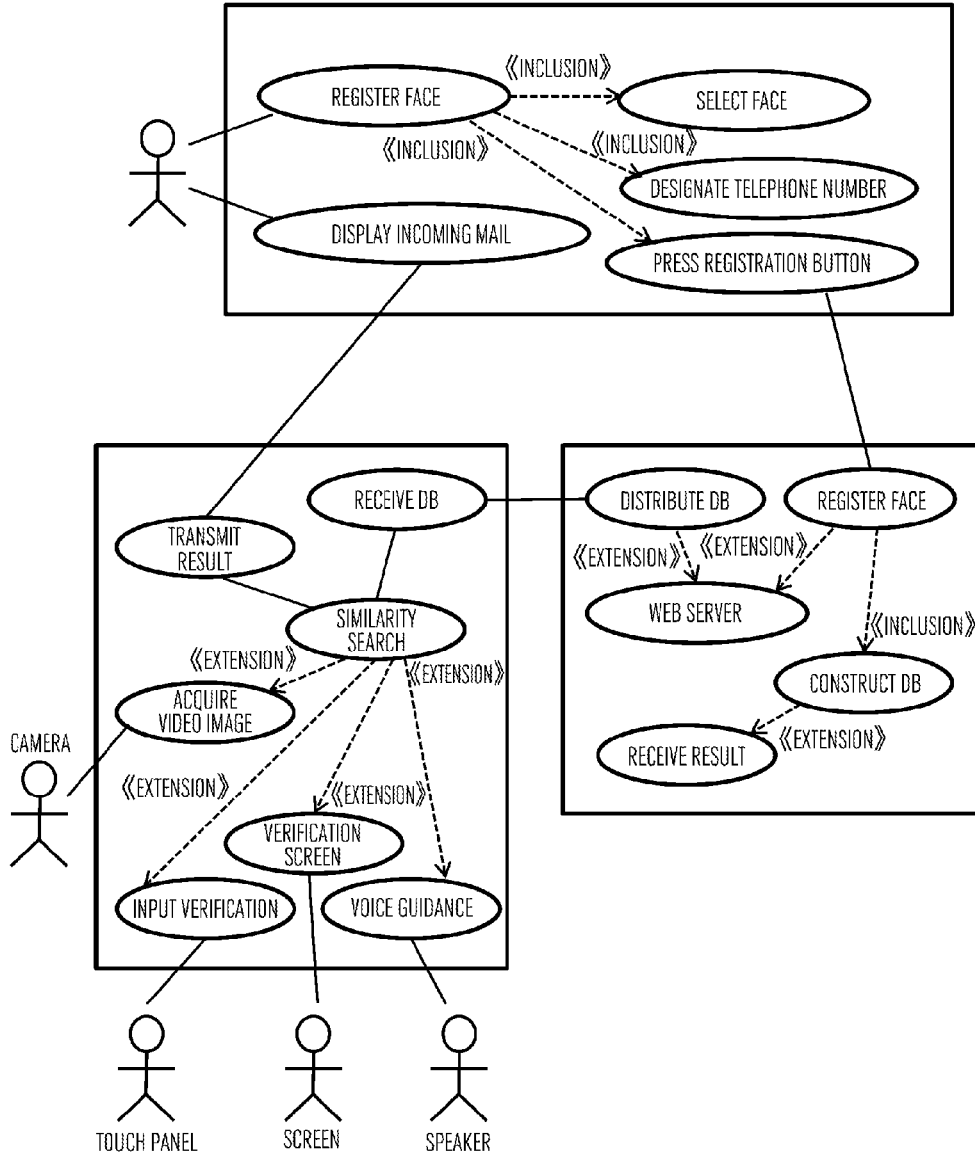 《INCLUSION》
REGISTER FACE
SELECT FACE
《INCLUSION》
《INCLUSION》
DESIGNATE TELEPHONE NUMBER
DISPLAY INCOMING MAIL
PRESS REGISTRATION BUTTON
RECEIVE DB
TRANSMIT
RESULT
SIMILARITY
SEARCH
《EXTENSION》
《EXTENSION》
ACQUIRE
VIDEO IMAGE
CAMERA
《EXTENSION》
《EXTENSION》
VERIFICATION
SCREEN
INPUT VERIFICATION
VOICE GUIDANCE
TOUCH PANEL
SCREEN
SPEAKER
DISTRIBUTE DB
REGISTER FACE
《EXTENSION》
《EXTENSION》
WEB SERVER
《INCLUSION》
CONSTRUCT DB
《EXTENSION》
RECEIVE RESULT